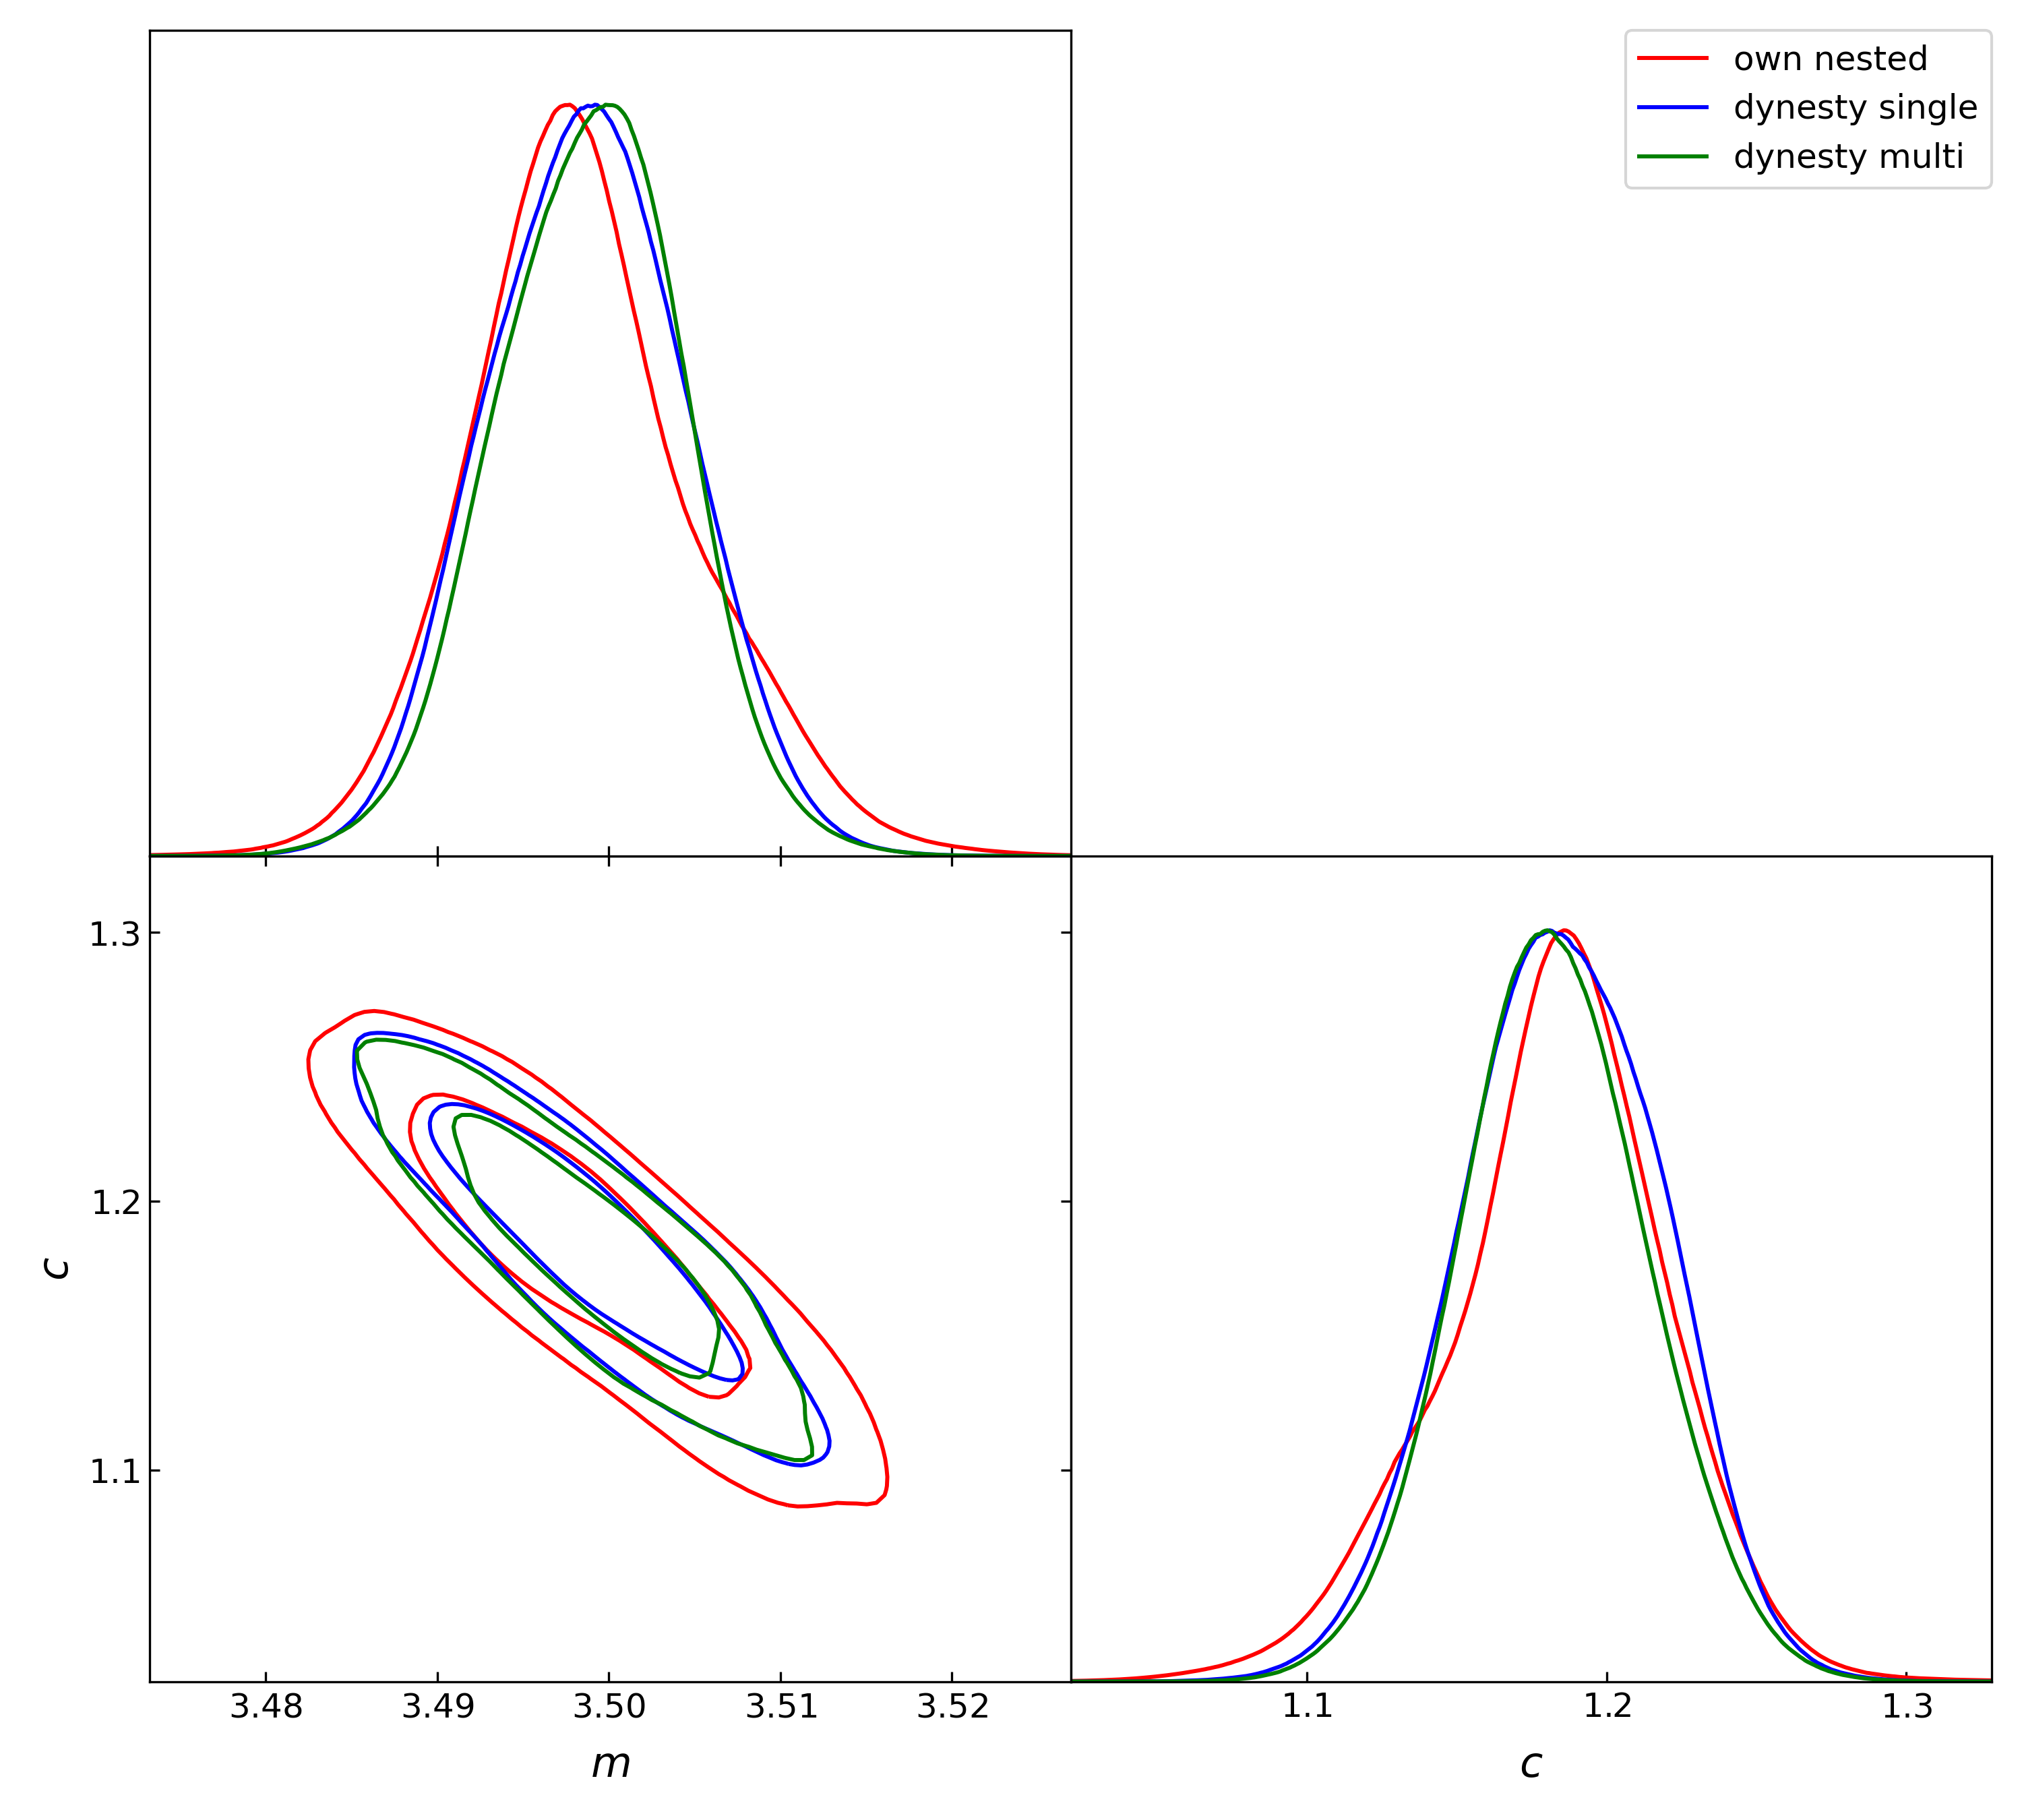 own nested
dynesty single
dynesty multi
1.3
1.2
1.1
c
3.48 3.49 3.50 3.51 3.52
m
1.1 1.2 1.3
c